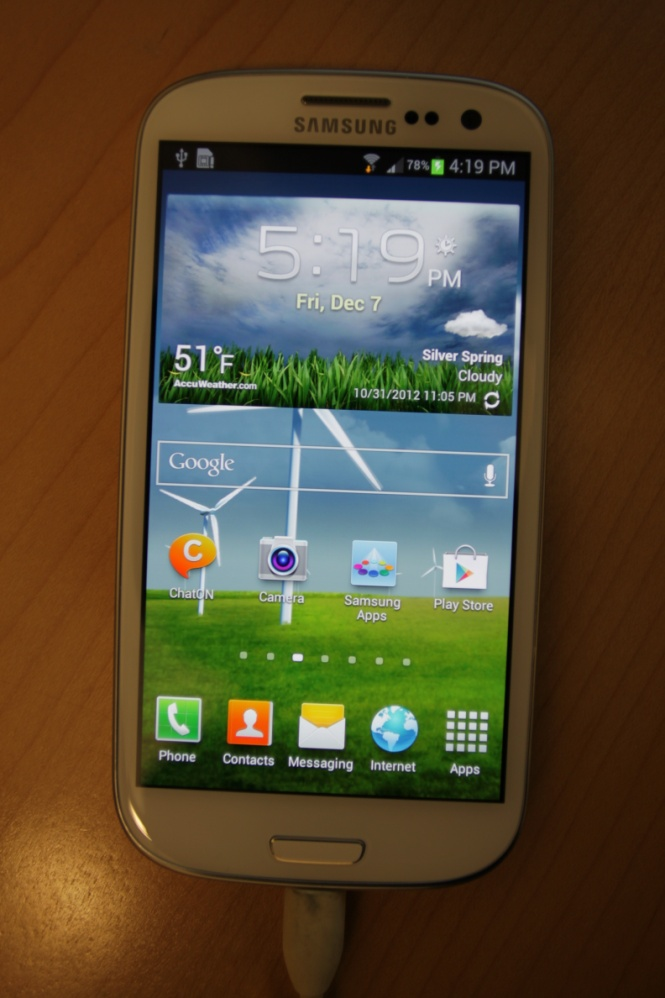 SAMSUNG
78% 4:19 PM
5:19 PM
Fri, Dec 7
51°F
AccuWeather.com
Silver Spring
Cloudy
10/31/2012 11:05 PM
Google
C
ChatON
Camera
Samsung Apps
Play Store
Phone
Contacts
Messaging
Internet
Apps